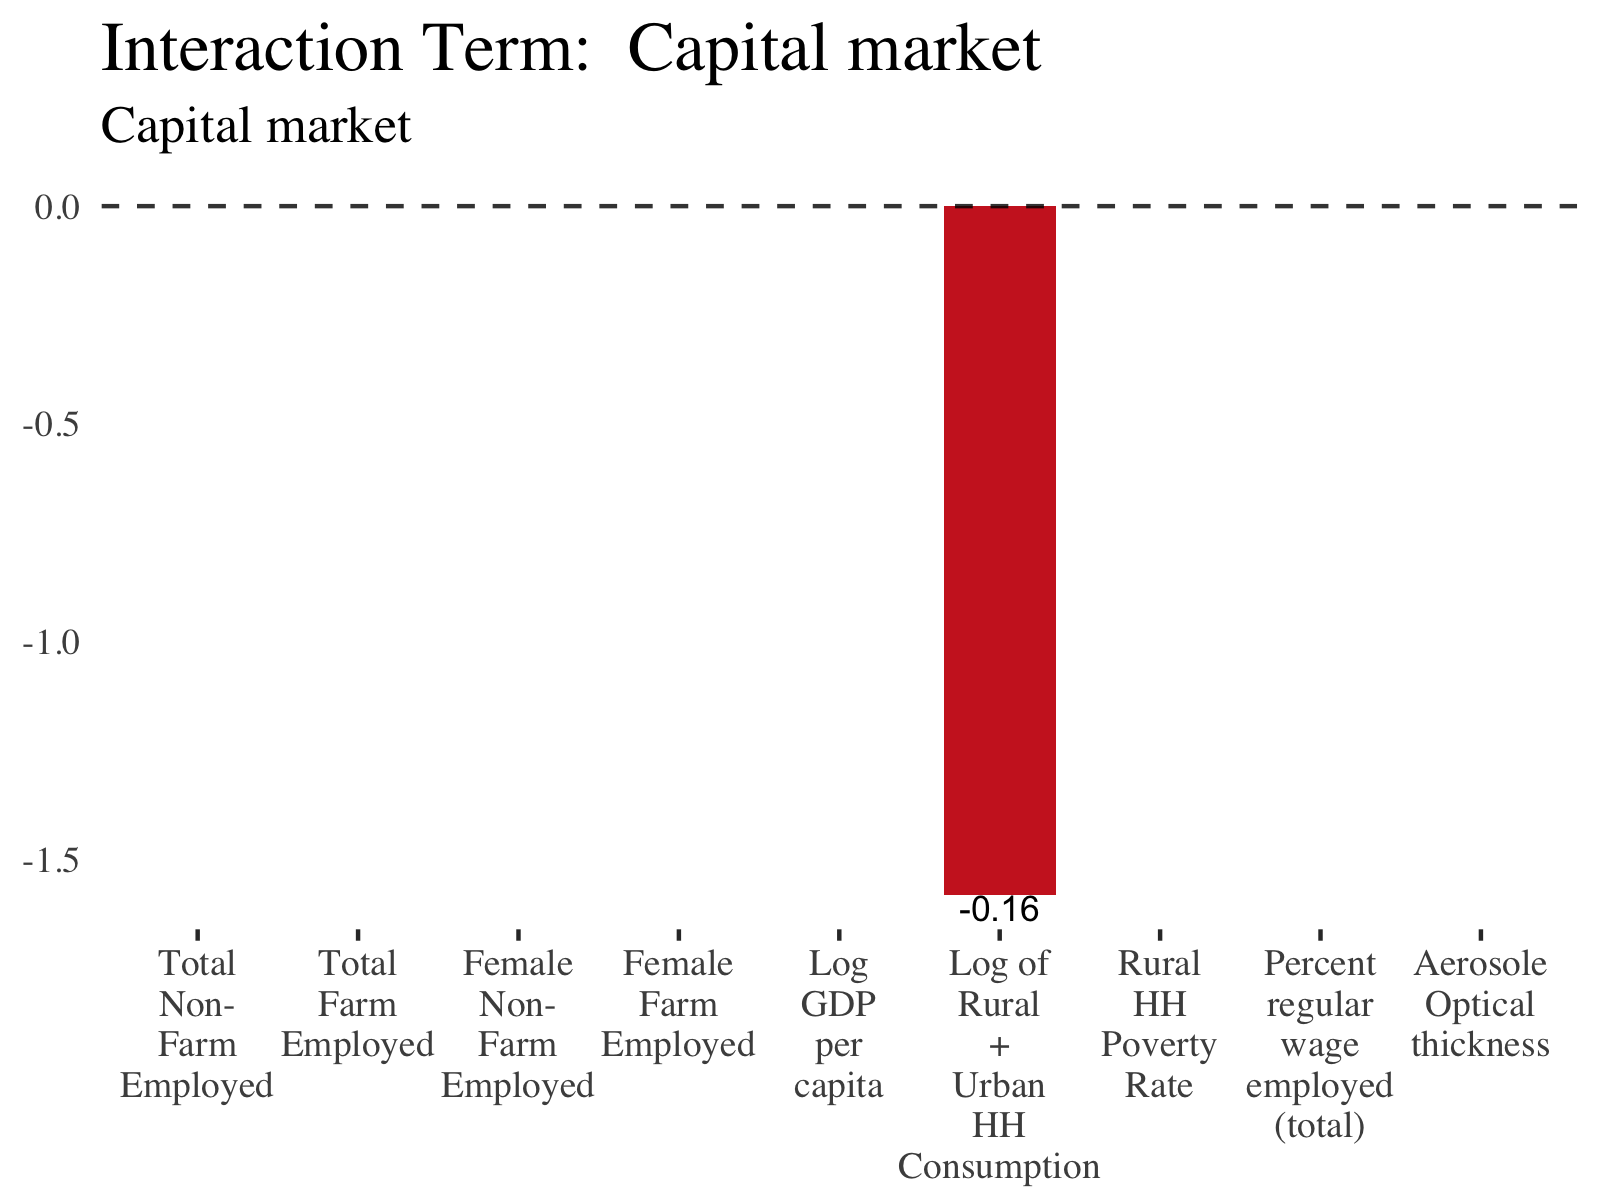 Interaction Term:  Capital market
Capital market
0.0
-0.5
-1.0
-1.5
-0.16
Total
Non-
Farm
Employed
Total
Farm
Employed
Female
Non-
Farm
Employed
Female
Farm
Employed
Log
GDP
per
capita
Log of
Rural
+
Urban
HH
Consumption
Rural
HH
Poverty
Rate
Percent
regular
wage
employed
(total)
Aerosole
Optical
thickness